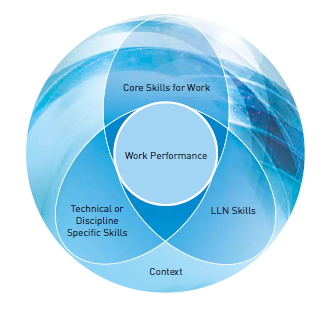 Core Skills for Work
Work Performance
Technical or
Discipline
Specific Skills
LLN Skills
Context